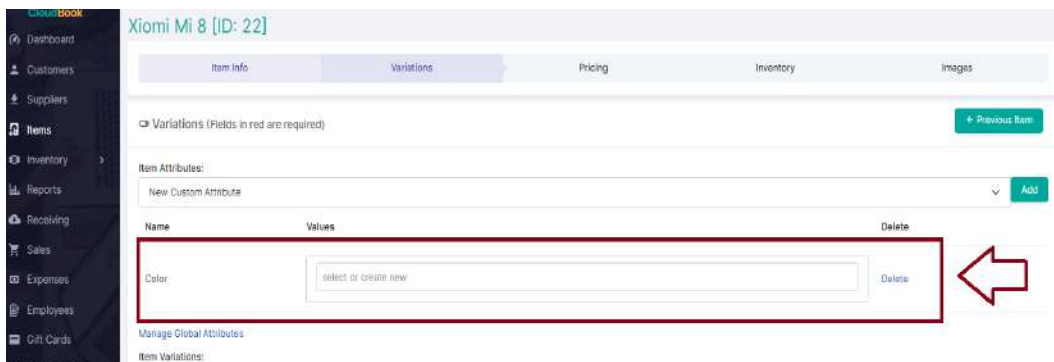 CloudBook
Xiomi Mi 8 [ID: 22]
Dashboard
Customers
Item Info
Variations
Pricing
Inventory
Images
Suppliers
Items
Variations (Fields in red are required)
← Previous Item
Inventory
Item Attributes:
Reports
New Custom Attribute
Add
Receiving
Name
Values
Delete
Sales
Expenses
Color
select or create new
Delete
Employees
Gift Cards
Manage Global Attributes
Item Variations: